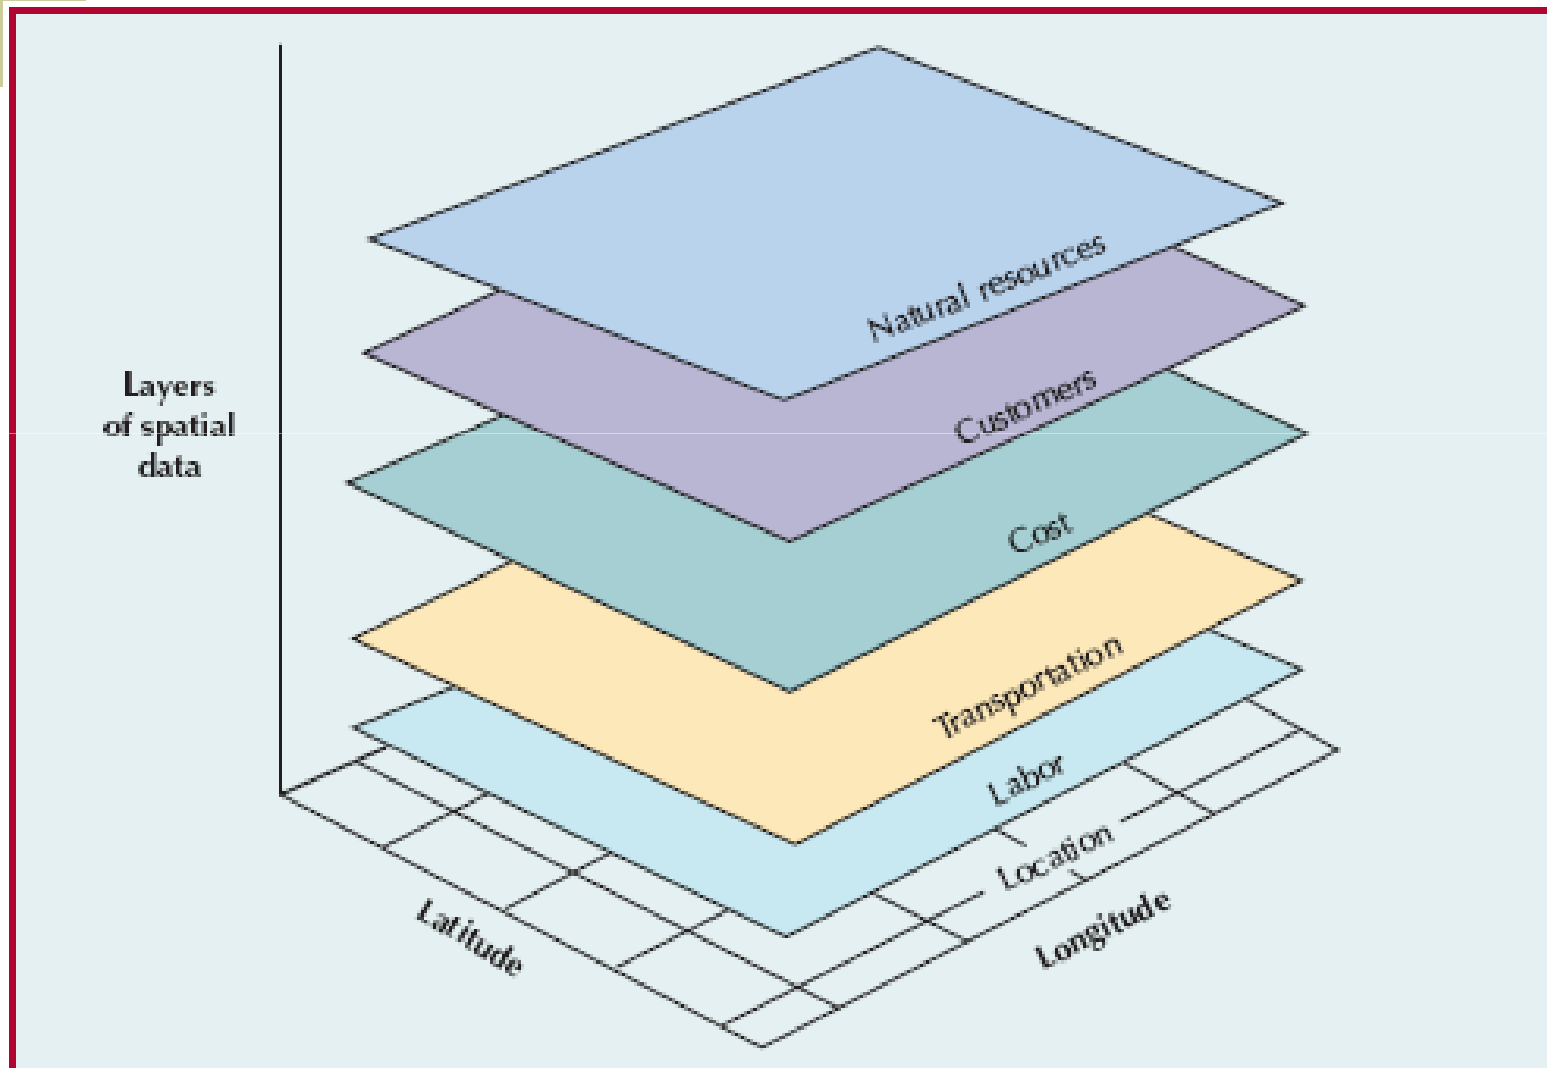 Natural resources
Customers
Layers
of spatial
data
Cost
Transportation
Labor
Location
Latitude
Longitude